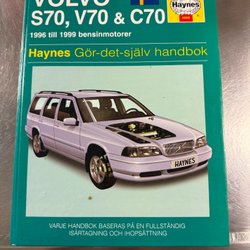 VOLVO
Haynes
S70, V70 & C70
1996 till 1999 bensinmotorer
Haynes Gör-det-själv handbok
HAYNES
VARJE HANDBOK BASERAS PÅ EN FULLSTÄNDIG
ISÄRTAGNING OCH IHOPSÄTTNING